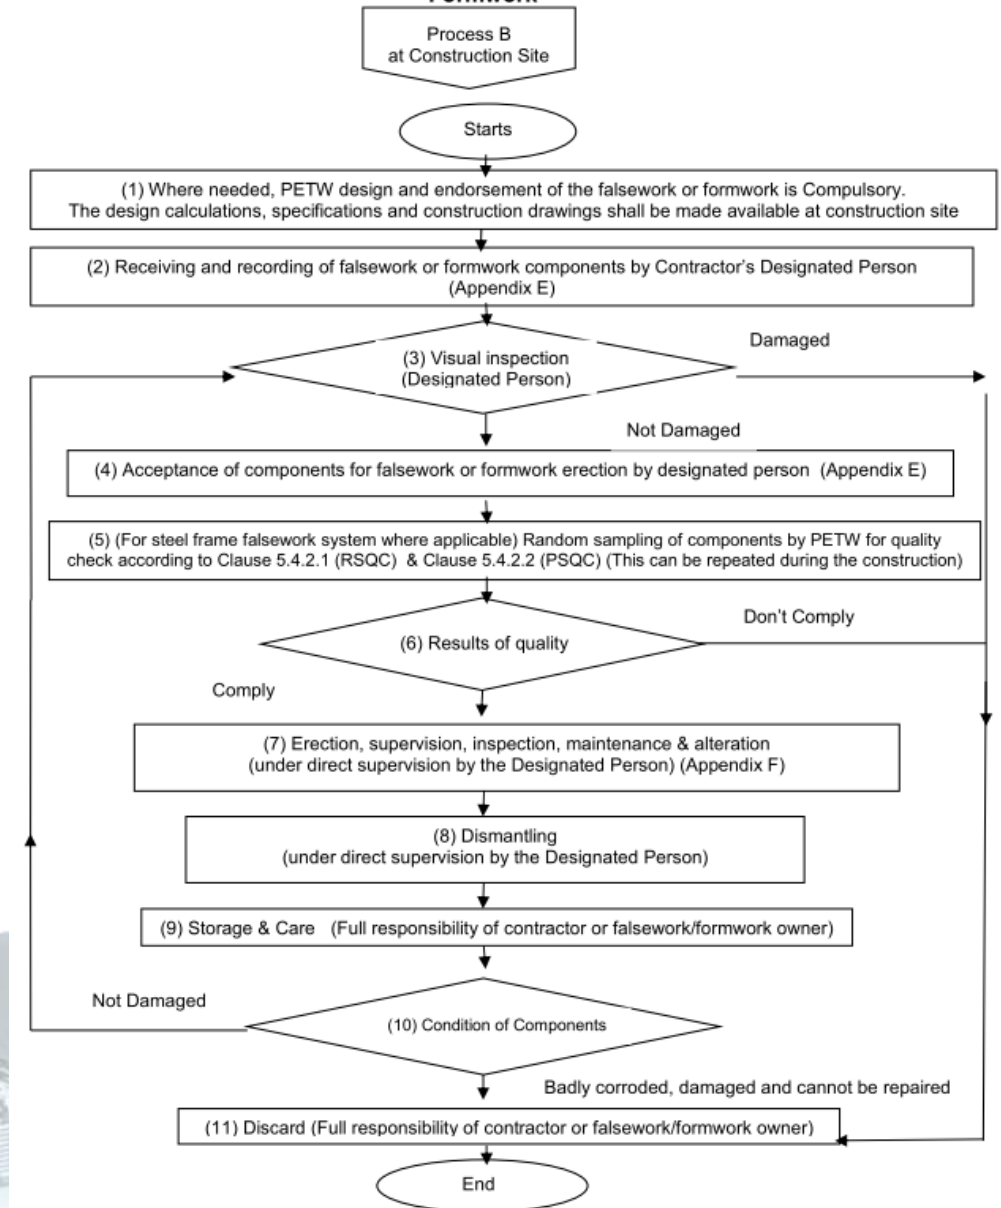 Process B
at Construction Site
Starts
(1) Where needed, PETW design and endorsement of the falsework or formwork is Compulsory.
The design calculations, specifications and construction drawings shall be made available at construction site
(2) Receiving and recording of falsework or formwork components by Contractor's Designated Person
(Appendix E)
Damaged
(3) Visual inspection
(Designated Person)
Not Damaged
(4) Acceptance of components for falsework or formwork erection by designated person (Appendix E)
(5) (For steel frame falsework system where applicable) Random sampling of components by PETW for quality
check according to Clause 5.4.2.1 (RSQC) & Clause 5.4.2.2 (PSQC) (This can be repeated during the construction)
Don't Comply
(6) Results of quality
Comply
(7) Erection, supervision, inspection, maintenance & alteration
(under direct supervision by the Designated Person) (Appendix F)
(8) Dismantling
(under direct supervision by the Designated Person)
(9) Storage & Care (Full responsibility of contractor or falsework/formwork owner)
Not Damaged
(10) Condition of Components
Badly corroded, damaged and cannot be repaired
(11) Discard (Full responsibility of contractor or falsework/formwork owner)
End